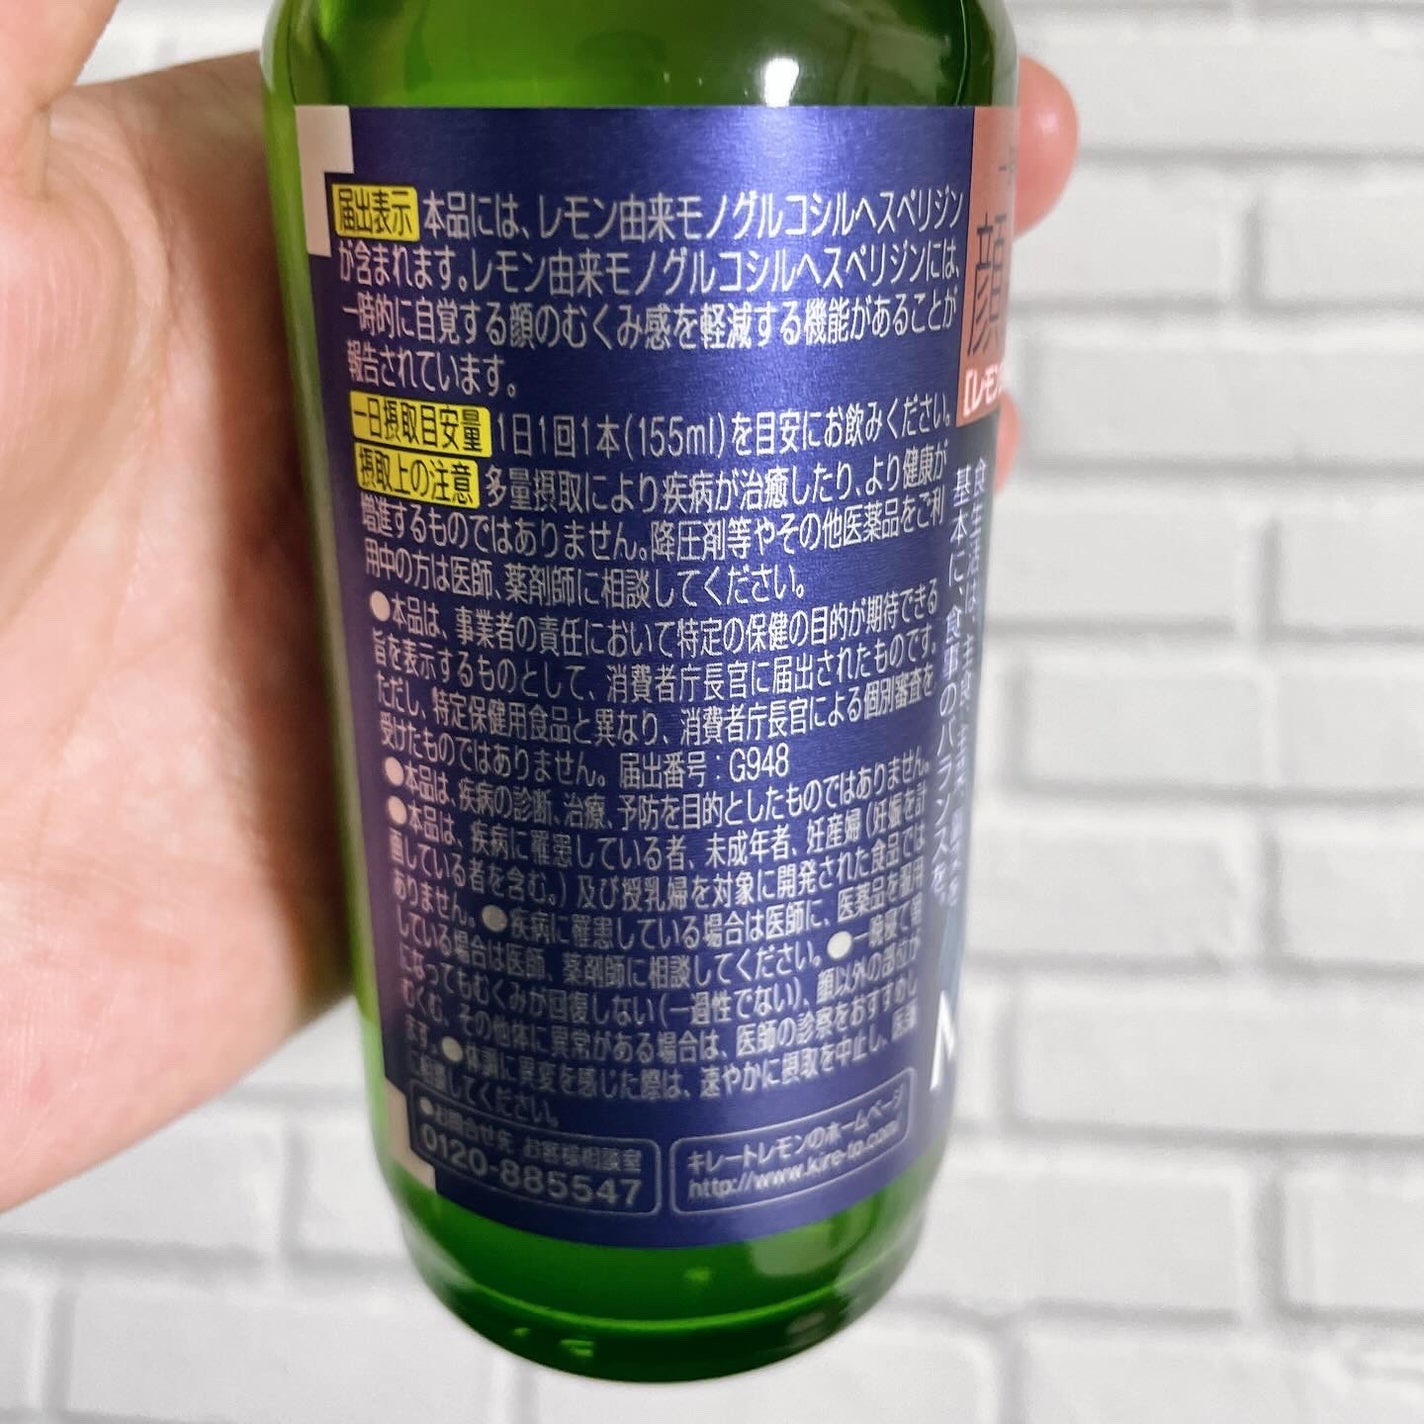 届出表示 本品には、レモン由来モノグルコシルヘスペリジン
が含まれます。レモン由来モノグルコシルヘスペリジンには、
一時的に自覚する顔のむくみ感を軽減する機能があることが
報告されています。
一日摂取目安量 1日1回1本(155ml)を目安にお飲みください。
摂取上の注意 多量摂取により疾病が治癒したり、より健康が
増進するものではありません。降圧剤等やその他医薬品をご利
用中の方は医師、薬剤師に相談してください。
●本品は、事業者の責任において特定の保健の目的が期待できる
旨を表示するものとして、消費者庁長官に届出されたものです。
ただし、特定保健用食品と異なり、消費者庁長官による個別審査を
受けたものではありません。届出番号：G948
●本品は、疾病の診断、治療、予防を目的としたものではありません。
●本品は、疾病に罹患している者、未成年者、妊産婦(妊娠を計
画している者を含む。)及び授乳婦を対象に開発された食品では
ありません。●疾病に罹患している場合は医師に、医薬品を服用
している場合は医師、薬剤師に相談してください。●一晩寝て朝
になってもむくみが回復しない(一過性でない)、顔以外の部位が
むくむ、その他体に異常がある場合は、医師の診察をおすすめし
ます。●体調に異変を感じた際は、速やかに摂取を中止し、医師
に相談してください。
●お問合せ先 お客様相談室
0120-885547
キレートレモンのホームページ
http://www.kire-tp.com/
顔
[レモン
食生活は、主食、主菜、副菜を
基本に、食事のバランスを。